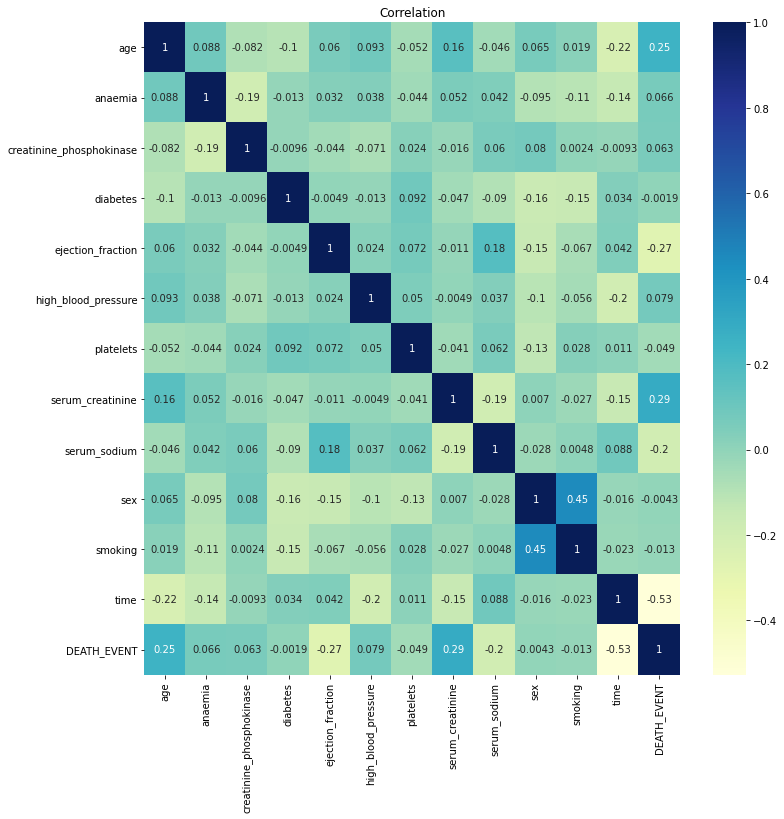 Correlation
age 1 0.088 -0.082 -0.1 0.06 0.093 -0.052 0.16 -0.046 0.065 0.019 -0.22 0.25
anaemia 0.088 1 -0.19 -0.013 0.032 0.038 -0.044 0.052 0.042 -0.095 -0.11 -0.14 0.066
creatinine_phosphokinase -0.082 -0.19 1 -0.0096 -0.044 -0.071 0.024 -0.016 0.06 0.08 0.0024 -0.0093 0.063
diabetes -0.1 -0.013 -0.0096 1 -0.0049 -0.013 0.092 -0.047 -0.09 -0.16 -0.15 0.034 -0.0019
ejection_fraction 0.06 0.032 -0.044 -0.0049 1 0.024 0.072 -0.011 0.18 -0.15 -0.067 0.042 -0.27
high_blood_pressure 0.093 0.038 -0.071 -0.013 0.024 1 0.05 -0.0049 0.037 -0.1 -0.056 -0.2 0.079
platelets -0.052 -0.044 0.024 0.092 0.072 0.05 1 -0.041 0.062 -0.13 0.028 0.011 -0.049
serum_creatinine 0.16 0.052 -0.016 -0.047 -0.011 -0.0049 -0.041 1 -0.19 0.007 -0.027 -0.15 0.29
serum_sodium -0.046 0.042 0.06 -0.09 0.18 0.037 0.062 -0.19 1 -0.028 0.0048 0.088 -0.2
sex 0.065 -0.095 0.08 -0.16 -0.15 -0.1 -0.13 0.007 -0.028 1 0.45 -0.016 -0.0043
smoking 0.019 -0.11 0.0024 -0.15 -0.067 -0.056 0.028 -0.027 0.0048 0.45 1 -0.023 -0.013
time -0.22 -0.14 -0.0093 0.034 0.042 -0.2 0.011 -0.15 0.088 -0.016 -0.023 1 -0.53
DEATH_EVENT 0.25 0.066 0.063 -0.0019 -0.27 0.079 -0.049 0.29 -0.2 -0.0043 -0.013 -0.53 1
age
anaemia
creatinine_phosphokinase
diabetes
ejection_fraction
high_blood_pressure
platelets
serum_creatinine
serum_sodium
sex
smoking
time
DEATH_EVENT
1.0
0.8
0.6
0.4
0.2
0.0
−0.2
−0.4